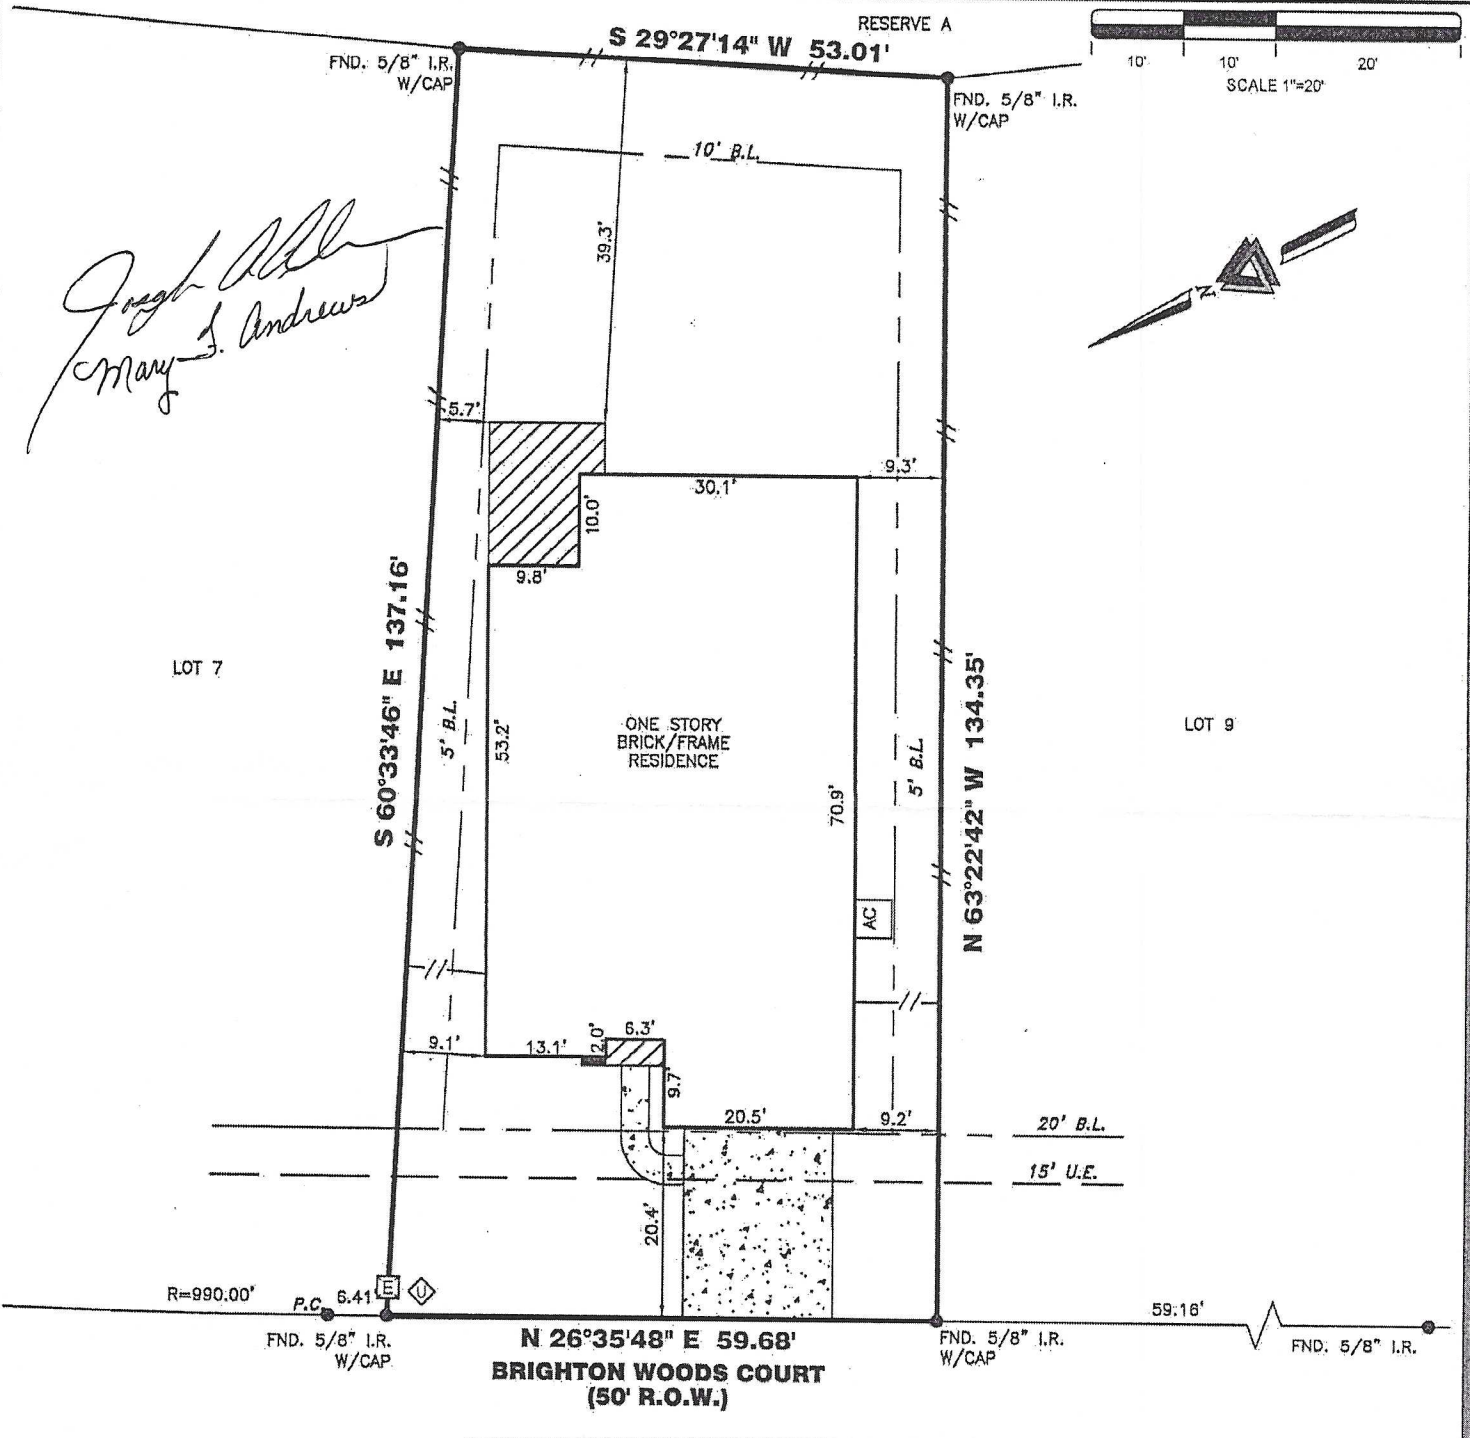 RESERVE A
S 29°27'14" W 53.01'
FND. 5/8" I.R.
W/CAP
FND. 5/8" I.R.
W/CAP
10' 10' 20'
SCALE 1"=20'
10' B.L.
39.3'
N
Joseph
Mary F. Andrews
5.7'
9.3'
30.1'
10.0'
9.8'
S 60°33'46" E 137.16'
LOT 7
5' B.L.
53.2'
ONE STORY
BRICK/FRAME
RESIDENCE
70.9'
5' B.L.
N 63°22'42" W 134.35'
LOT 9
AC
9.1'
13.1'
2.0'
6.3'
9.7'
20.5'
9.2'
20' B.L.
15' U.E.
20.4'
R=990.00'
P.C.
6.41'
E
U
59.16'
FND. 5/8" I.R.
W/CAP
N 26°35'48" E 59.68'
BRIGHTON WOODS COURT
(50' R.O.W.)
FND. 5/8" I.R.
W/CAP
FND. 5/8" I.R.